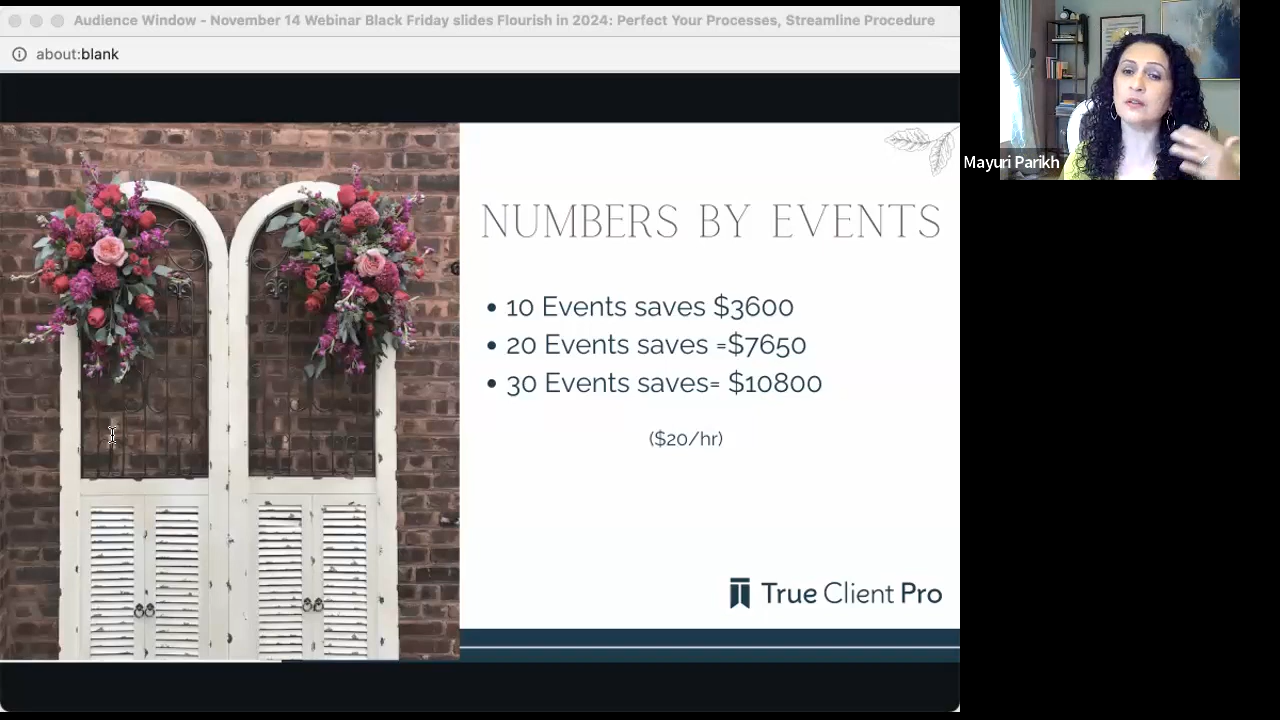 Audience Window - November 14 Webinar Black Friday slides Flourish in 2024: Perfect Your Processes, Streamline Procedure
about:blank
NUMBERS BY EVENTS
• 10 Events saves $3600
• 20 Events saves =$7650
• 30 Events saves= $10800
($20/hr)
True Client Pro
Mayuri Parikh